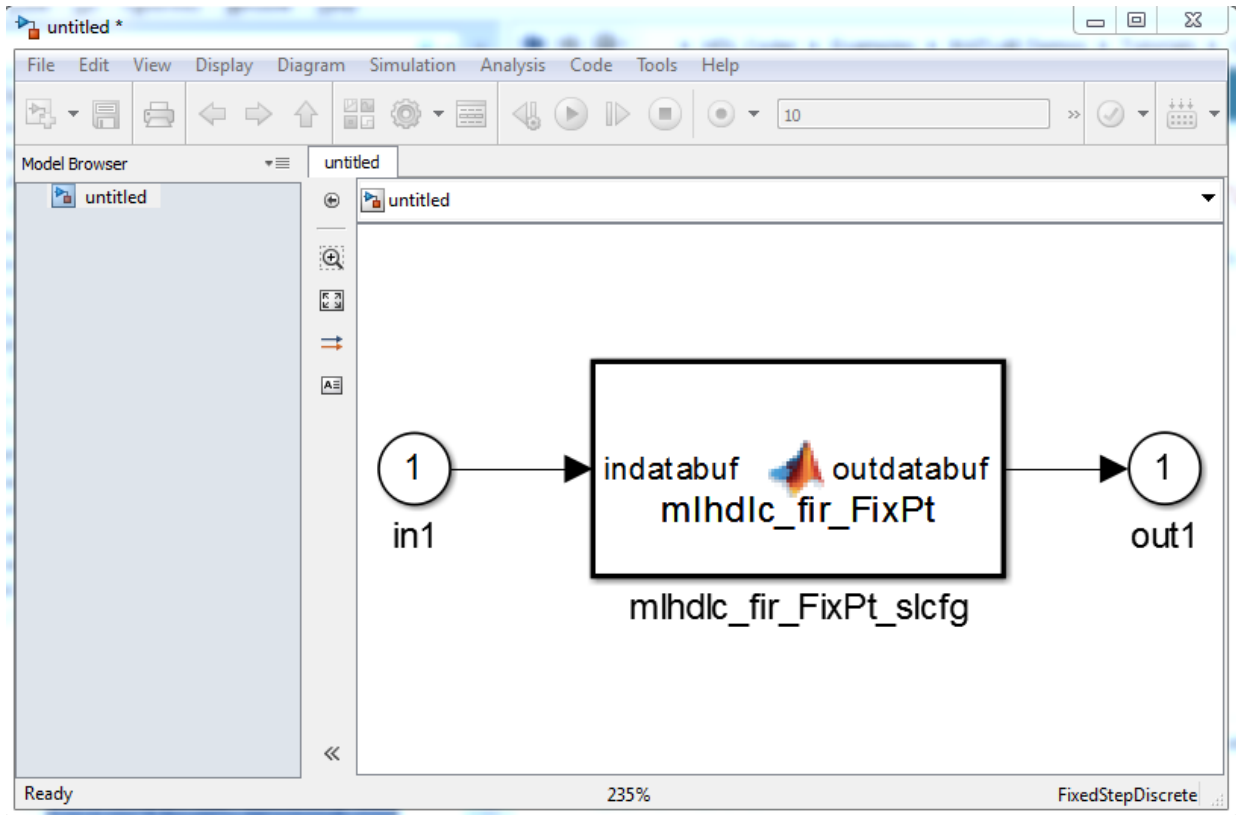 untitled *
File Edit View Display Diagram Simulation Analysis Code Tools Help
10
Model Browser
untitled
untitled
untitled
1
indatabuf
outdatabuf
mlhdlc_fir_FixPt
1
in1
out1
mlhdlc_fir_FixPt_slcfg
Ready
235%
FixedStepDiscrete